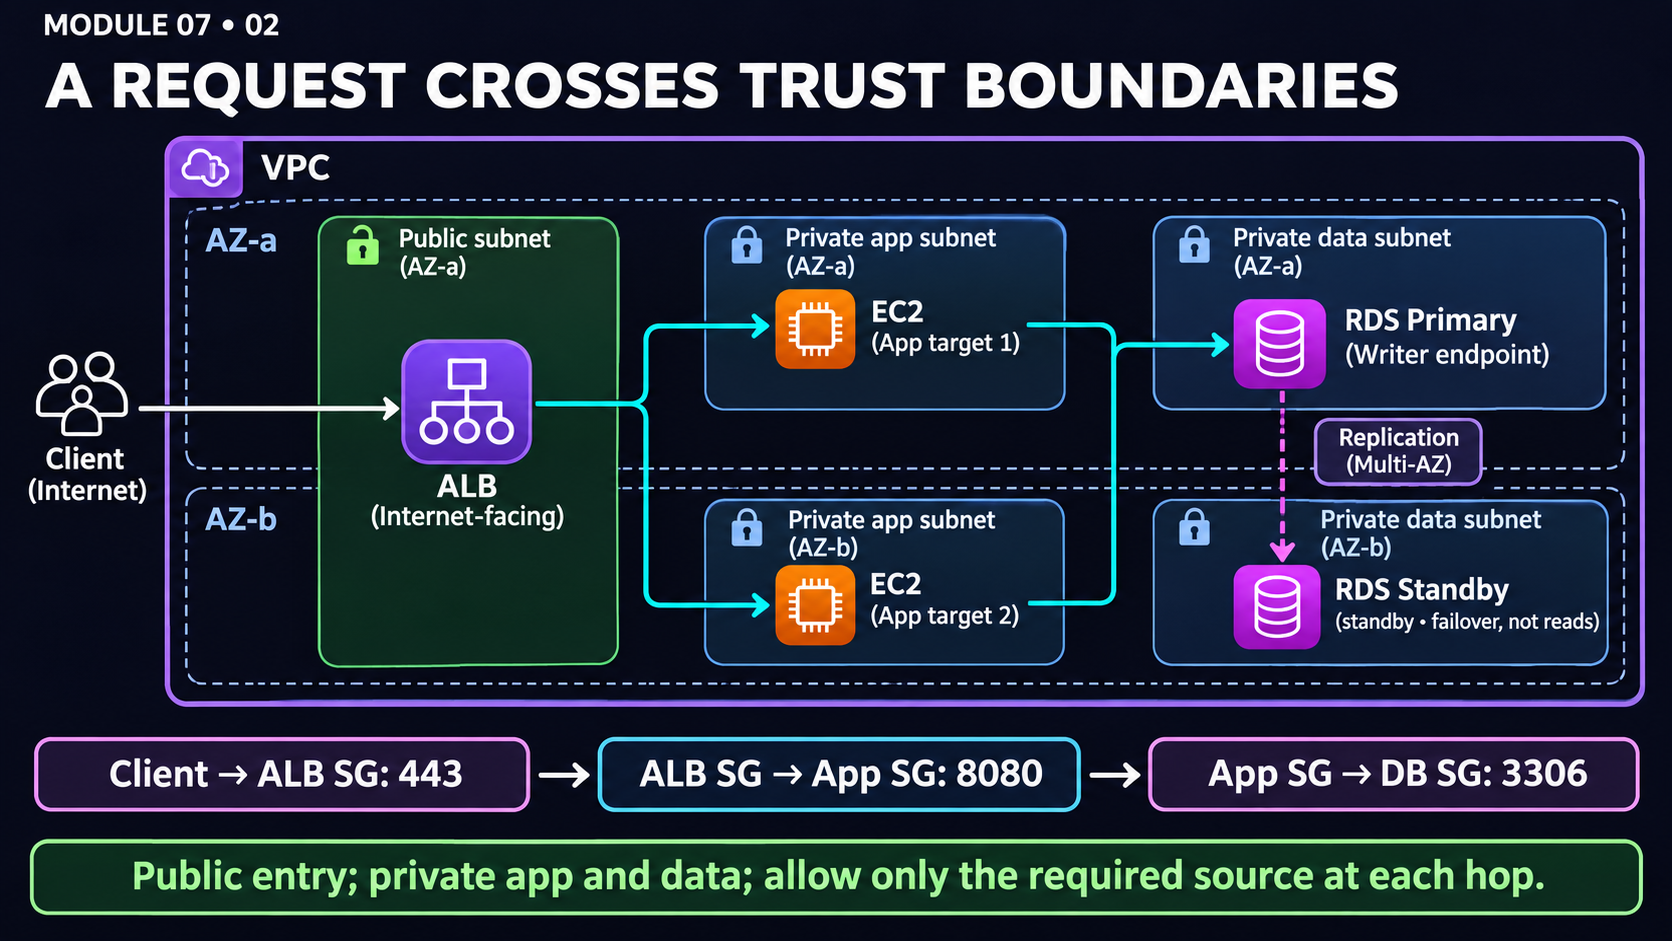 MODULE 07 • 02
A REQUEST CROSSES TRUST BOUNDARIES
VPC
AZ-a
Public subnet
(AZ-a)
Private app subnet
(AZ-a)
EC2
(App target 1)
Private data subnet
(AZ-a)
RDS Primary
(Writer endpoint)
Client
(Internet)
ALB
(Internet-facing)
Replication
(Multi-AZ)
AZ-b
Private app subnet
(AZ-b)
EC2
(App target 2)
Private data subnet
(AZ-b)
RDS Standby
(standby • failover, not reads)
Client → ALB SG: 443
ALB SG → App SG: 8080
App SG → DB SG: 3306
Public entry; private app and data; allow only the required source at each hop.